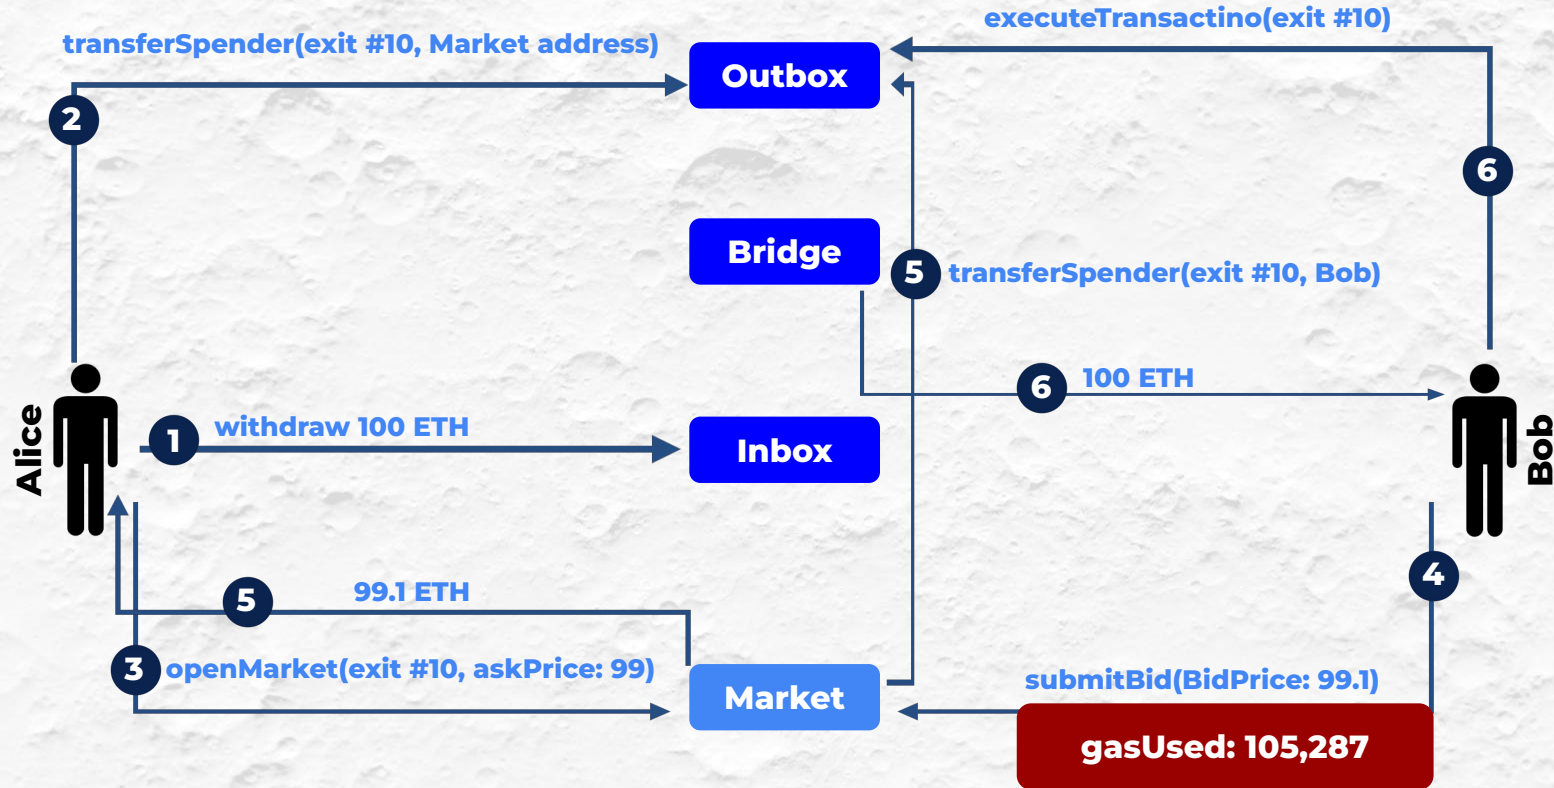 executeTransactino(exit #10)
transferSpender(exit #10, Market address)
Outbox
2
6
Bridge
5
transferSpender(exit #10, Bob)
6
100 ETH
Alice
1
withdraw 100 ETH
Inbox
Bob
4
5
99.1 ETH
3
openMarket(exit #10, askPrice: 99)
Market
submitBid(BidPrice: 99.1)
gasUsed: 105,287